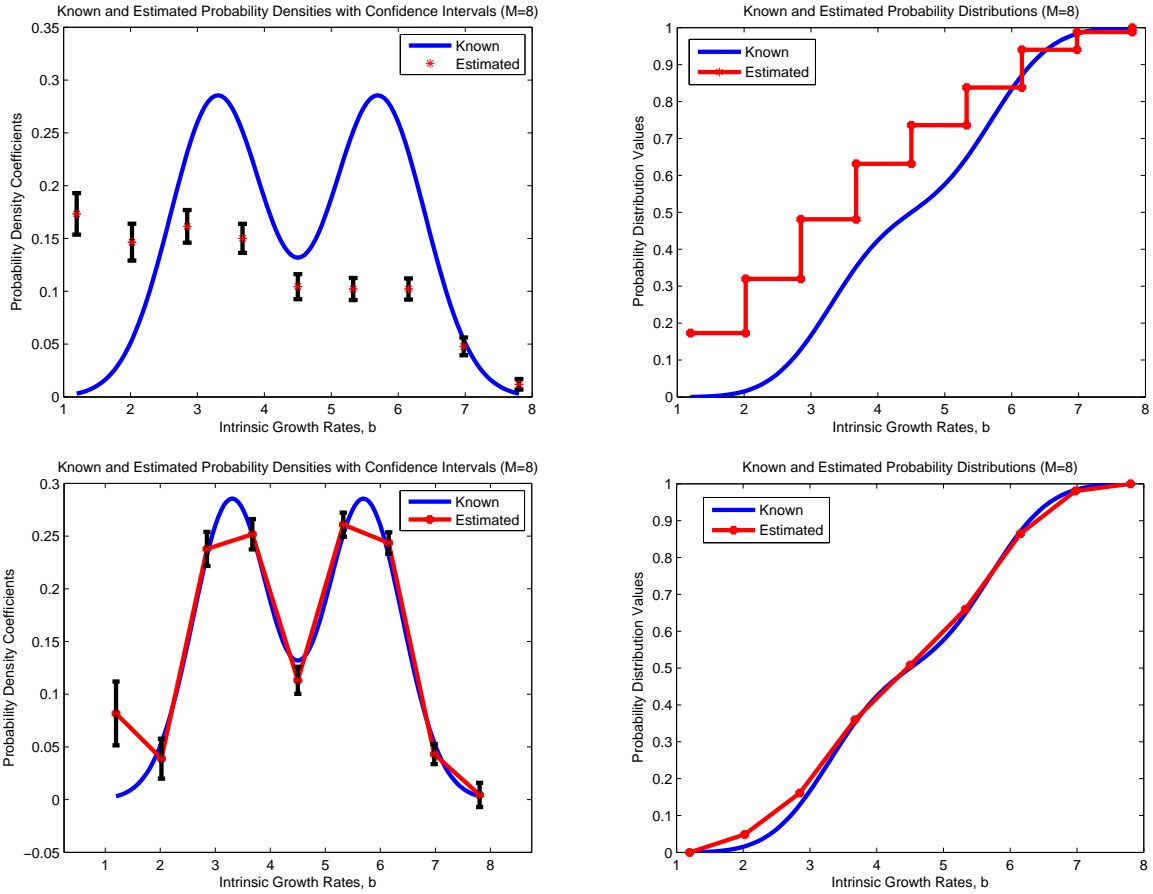 Known and Estimated Probability Densities with Confidence Intervals (M=8)
Probability Density Coefficients
0.35
0.3
0.25
0.2
0.15
0.1
0.05
0
1 2 3 4 5 6 7 8
Intrinsic Growth Rates, b
Known
Estimated
Known and Estimated Probability Distributions (M=8)
Probability Distribution Values
1
0.9
0.8
0.7
0.6
0.5
0.4
0.3
0.2
0.1
0
1 2 3 4 5 6 7 8
Intrinsic Growth Rates, b
Known
Estimated
Known and Estimated Probability Densities with Confidence Intervals (M=8)
Probability Density Coefficients
0.3
0.25
0.2
0.15
0.1
0.05
0
−0.05
1 2 3 4 5 6 7 8
Intrinsic Growth Rates, b
Known
Estimated
Known and Estimated Probability Distributions (M=8)
Probability Distribution Values
1
0.9
0.8
0.7
0.6
0.5
0.4
0.3
0.2
0.1
0
1 2 3 4 5 6 7 8
Intrinsic Growth Rates, b
Known
Estimated